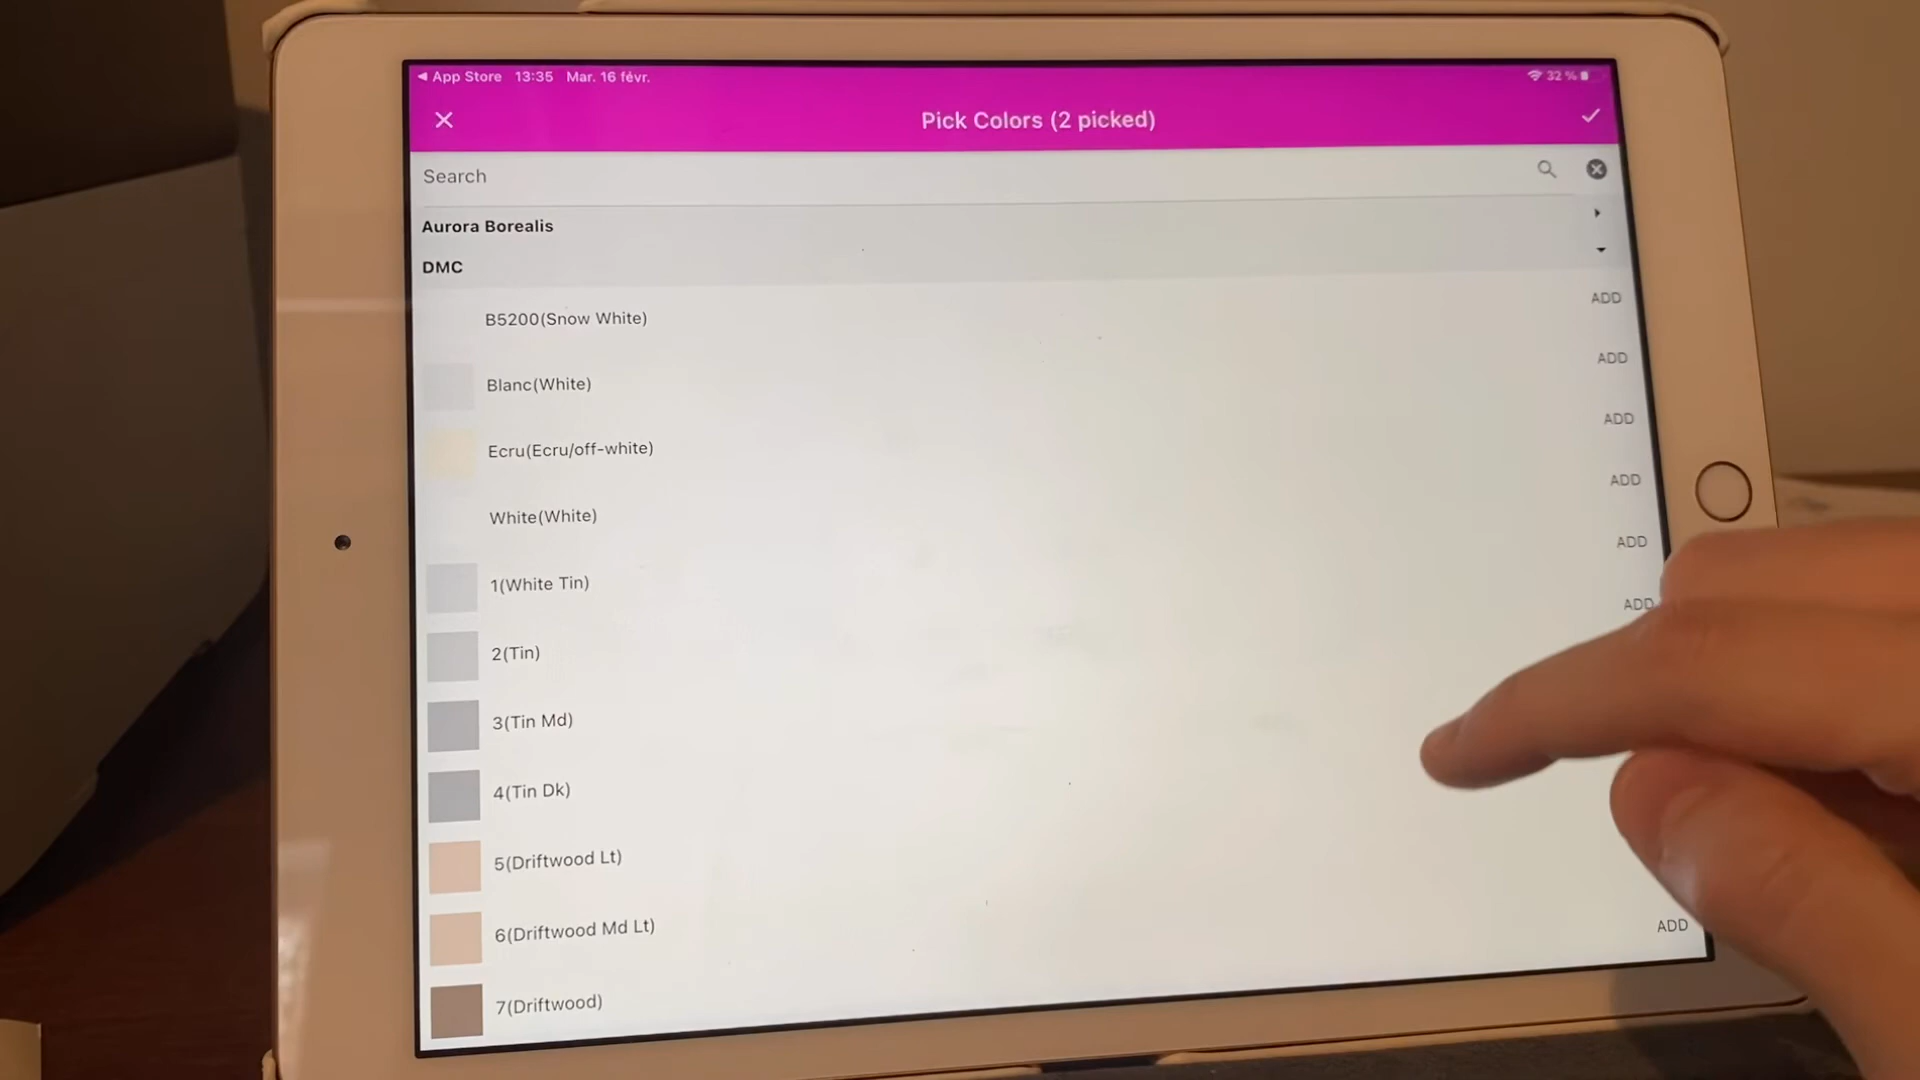 ◀ App Store 13:35 Mar. 16 févr. 32 %
Pick Colors (2 picked)
Search
Aurora Borealis
DMC
B5200(Snow White) ADD
Blanc(White) ADD
Ecru(Ecru/off-white) ADD
White(White) ADD
1(White Tin) ADD
2(Tin) ADD
3(Tin Md)
4(Tin Dk)
5(Driftwood Lt)
6(Driftwood Md Lt) ADD
7(Driftwood)